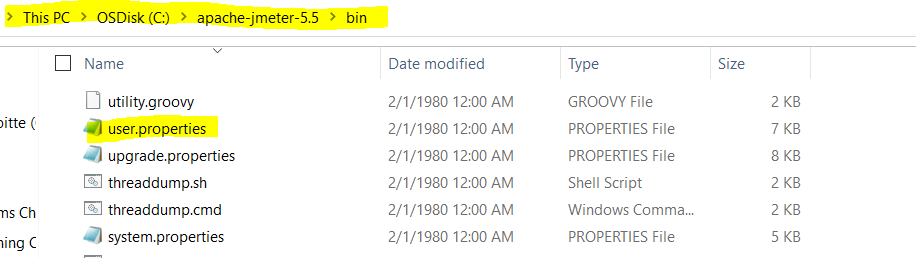 This PC > OSDisk (C:) > apache-jmeter-5.5 > bin
Name Date modified Type Size
utility.groovy 2/1/1980 12:00 AM GROOVY File 2 KB
oitte (
user.properties 2/1/1980 12:00 AM PROPERTIES File 7 KB
upgrade.properties 2/1/1980 12:00 AM PROPERTIES File 8 KB
threaddump.sh 2/1/1980 12:00 AM Shell Script 2 KB
ms Ch
threaddump.cmd 2/1/1980 12:00 AM Windows Comma... 2 KB
ning C
system.properties 2/1/1980 12:00 AM PROPERTIES File 5 KB